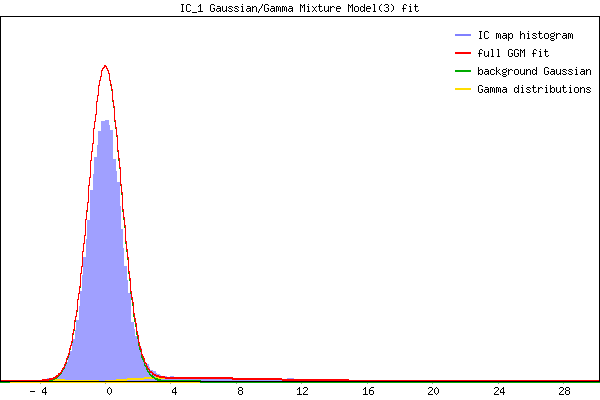 IC_1 Gaussian/Gamma Mixture Model(3) fit
IC map histogram
full GGM fit
background Gaussian
Gamma distributions
-4 0 4 8 12 16 20 24 28